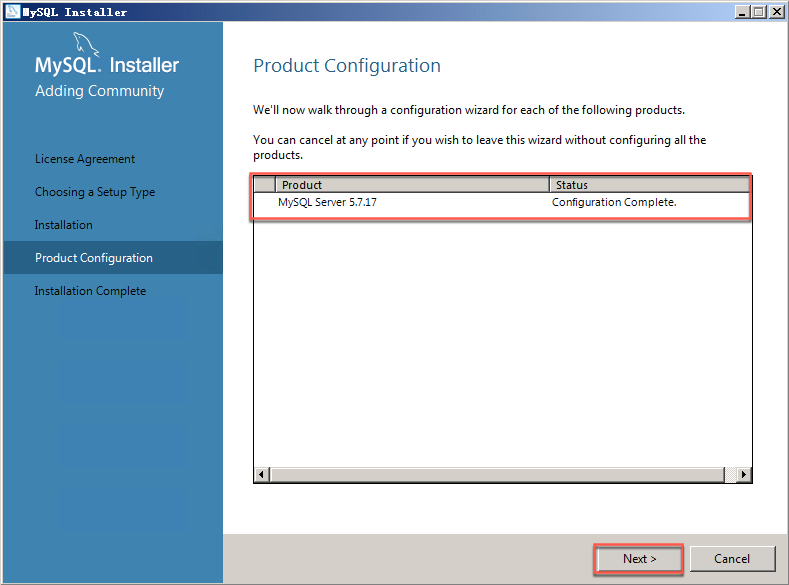 MySQL Installer
MySQL. Installer
Adding Community
License Agreement
Choosing a Setup Type
Installation
Product Configuration
Installation Complete
Product Configuration
We'll now walk through a configuration wizard for each of the following products.
You can cancel at any point if you wish to leave this wizard without configuring all the
products.
Product Status
MySQL Server 5.7.17 Configuration Complete.
Next > Cancel